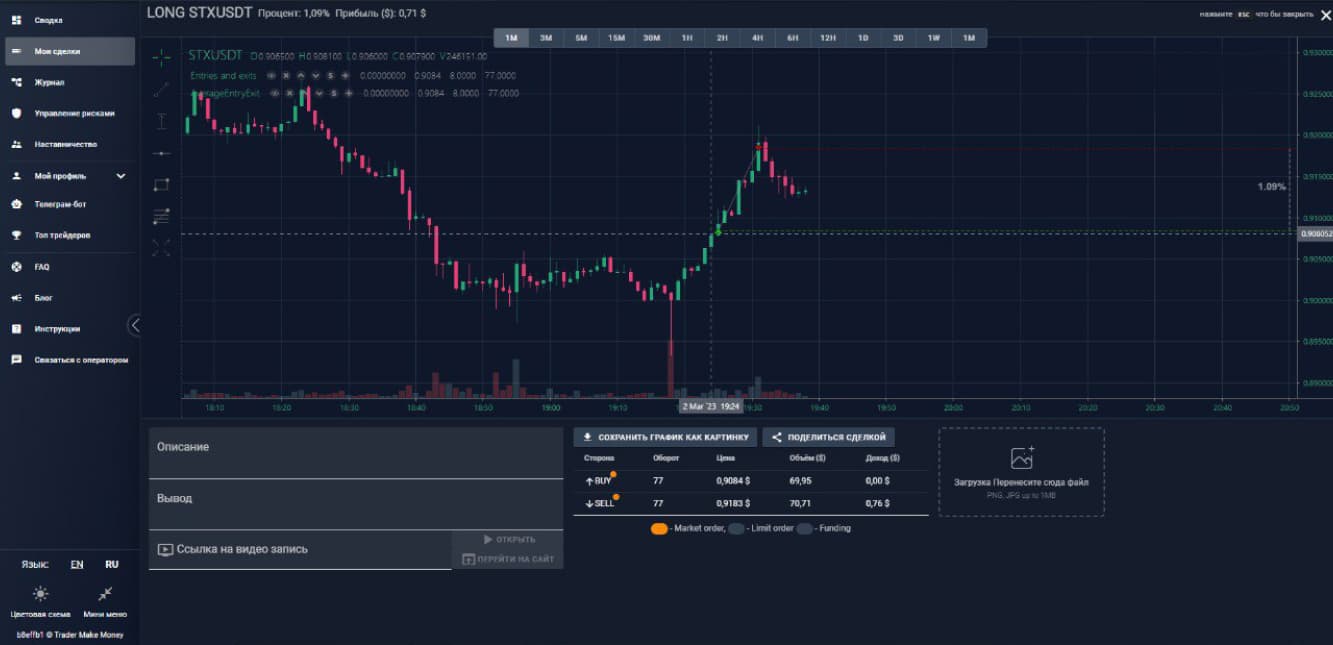 Сводка
Мои сделки
Журнал
Управление рисками
Наставничество
Мой профиль
Телеграм-бот
Топ трейдеров
FAQ
Блог
Инструкции
Связаться с оператором
Язык: EN RU
Цветовая схема Мини меню
b8effb1 © Trader Make Money
LONG STXUSDT Процент: 1,09% Прибыль ($): 0,71 $
нажмите ESC что бы закрыть
1M 3M 5M 15M 30M 1H 2H 4H 6H 12H 1D 3D 1W 1M
STXUSDT O0.906500 H0.908100 L0.906000 C0.907900 V246191.00
Entries and exits 0.00000000 0.9084 8.0000 77.0000
AverageEntryExit 0.00000000 0.9084 8.0000 77.0000
0.930000
0.925000
0.920000
0.915000
1.09%
0.910000
0.908052
0.905000
0.900000
0.895000
0.890000
18:10 18:20 18:30 18:40 18:50 19:00 19:10 2 Mar '23 19:24 19:30 19:40 19:50 20:00 20:10 20:20 20:30 20:40 20:50
Описание
Вывод
Ссылка на видео запись
ОТКРЫТЬ
ПЕРЕЙТИ НА САЙТ
СОХРАНИТЬ ГРАФИК КАК КАРТИНКУ ПОДЕЛИТЬСЯ СДЕЛКОЙ
Сторона Оборот Цена Объём ($) Доход ($)
BUY 77 0,9084 $ 69,95 0,00 $
SELL 77 0,9183 $ 70,71 0,76 $
- Market order, - Limit order - Funding
Загрузка Перенесите сюда файл
PNG, JPG up to 1MB